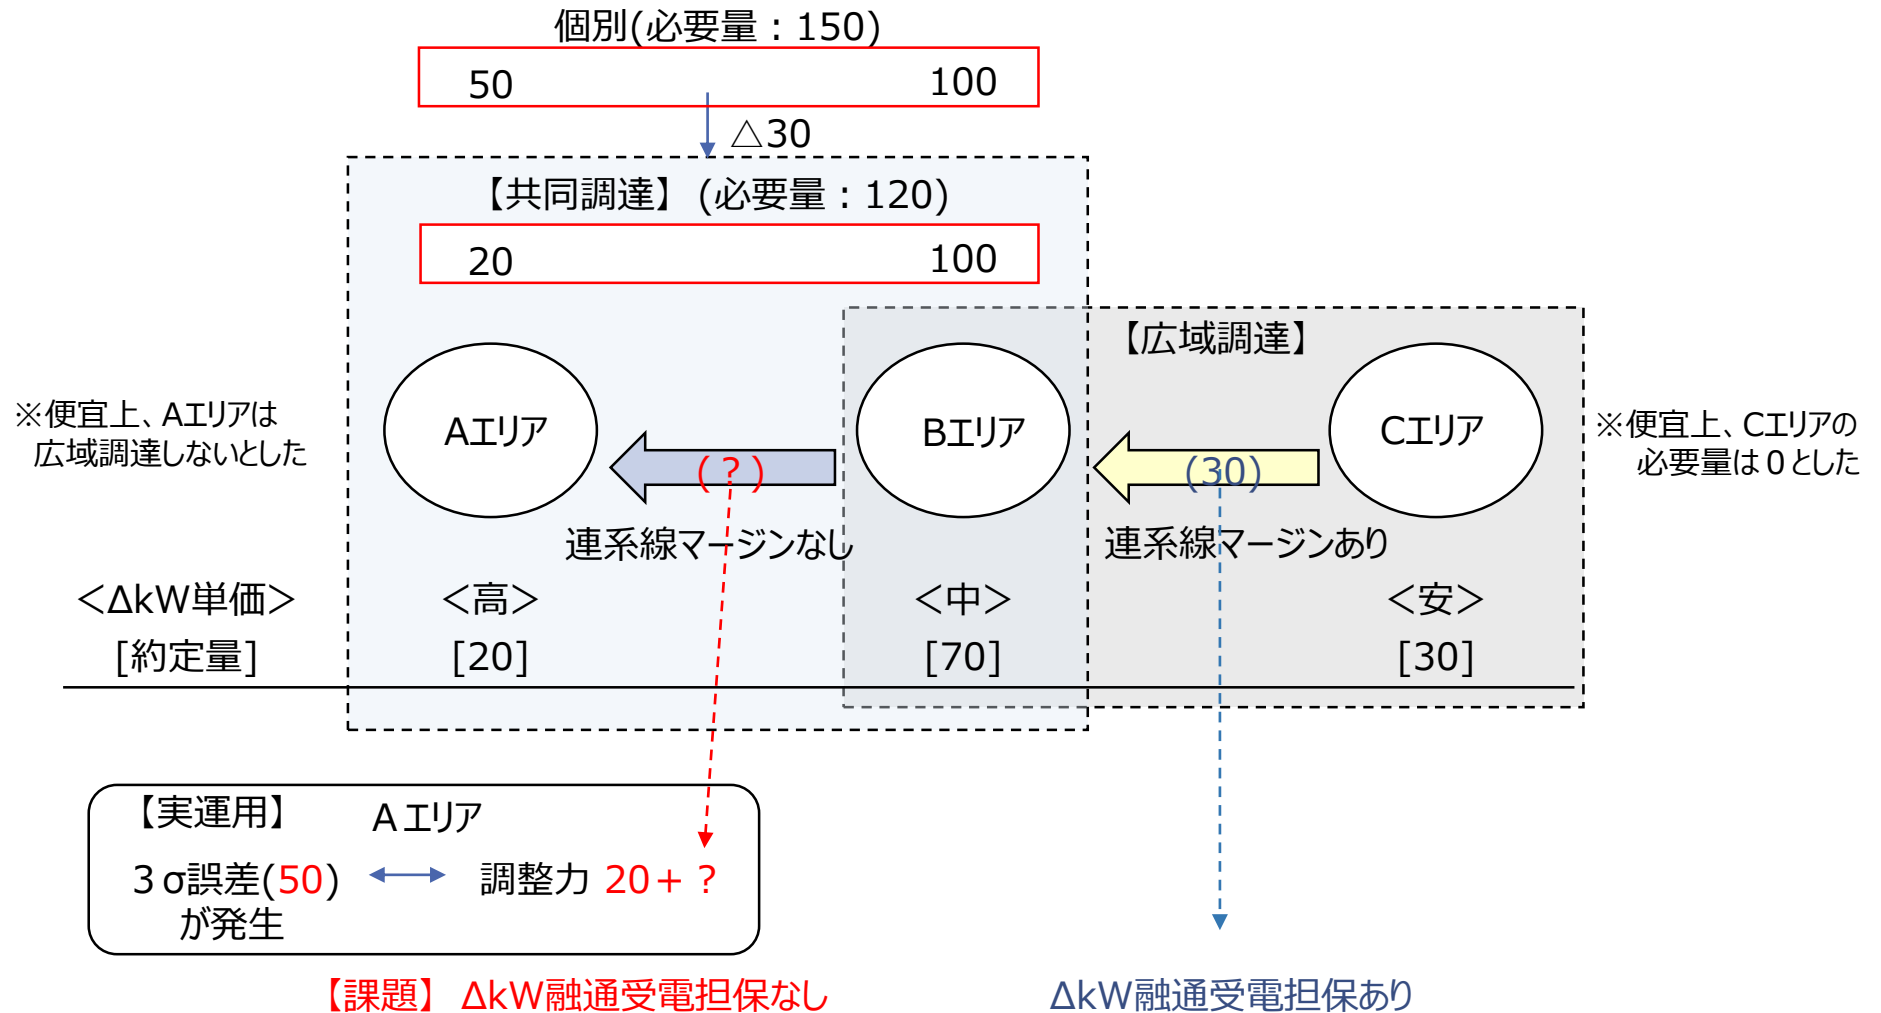 個別(必要量：150)
50 100
△30
【共同調達】(必要量：120)
20 100
【広域調達】
Aエリア
Bエリア
Cエリア
※便宜上、Aエリアは
広域調達しないとした
※便宜上、Cエリアの
必要量は０とした
(？)
(30)
連系線マージンなし
連系線マージンあり
＜ΔkW単価＞ ＜高＞ ＜中＞ ＜安＞
[約定量] [20] [70] [30]
【実運用】 Aエリア
3σ誤差(50) 調整力 20＋？
が発生
【課題】ΔkW融通受電担保なし
ΔkW融通受電担保あり